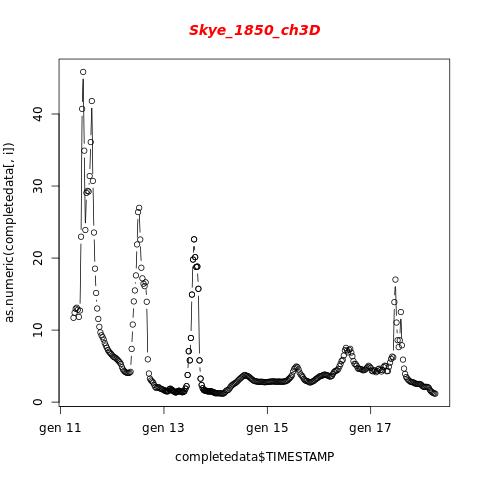 Skye_1850_ch3D
as.numeric(completedata[, i])
40
30
20
10
0
gen 11 gen 13 gen 15 gen 17
completedata$TIMESTAMP